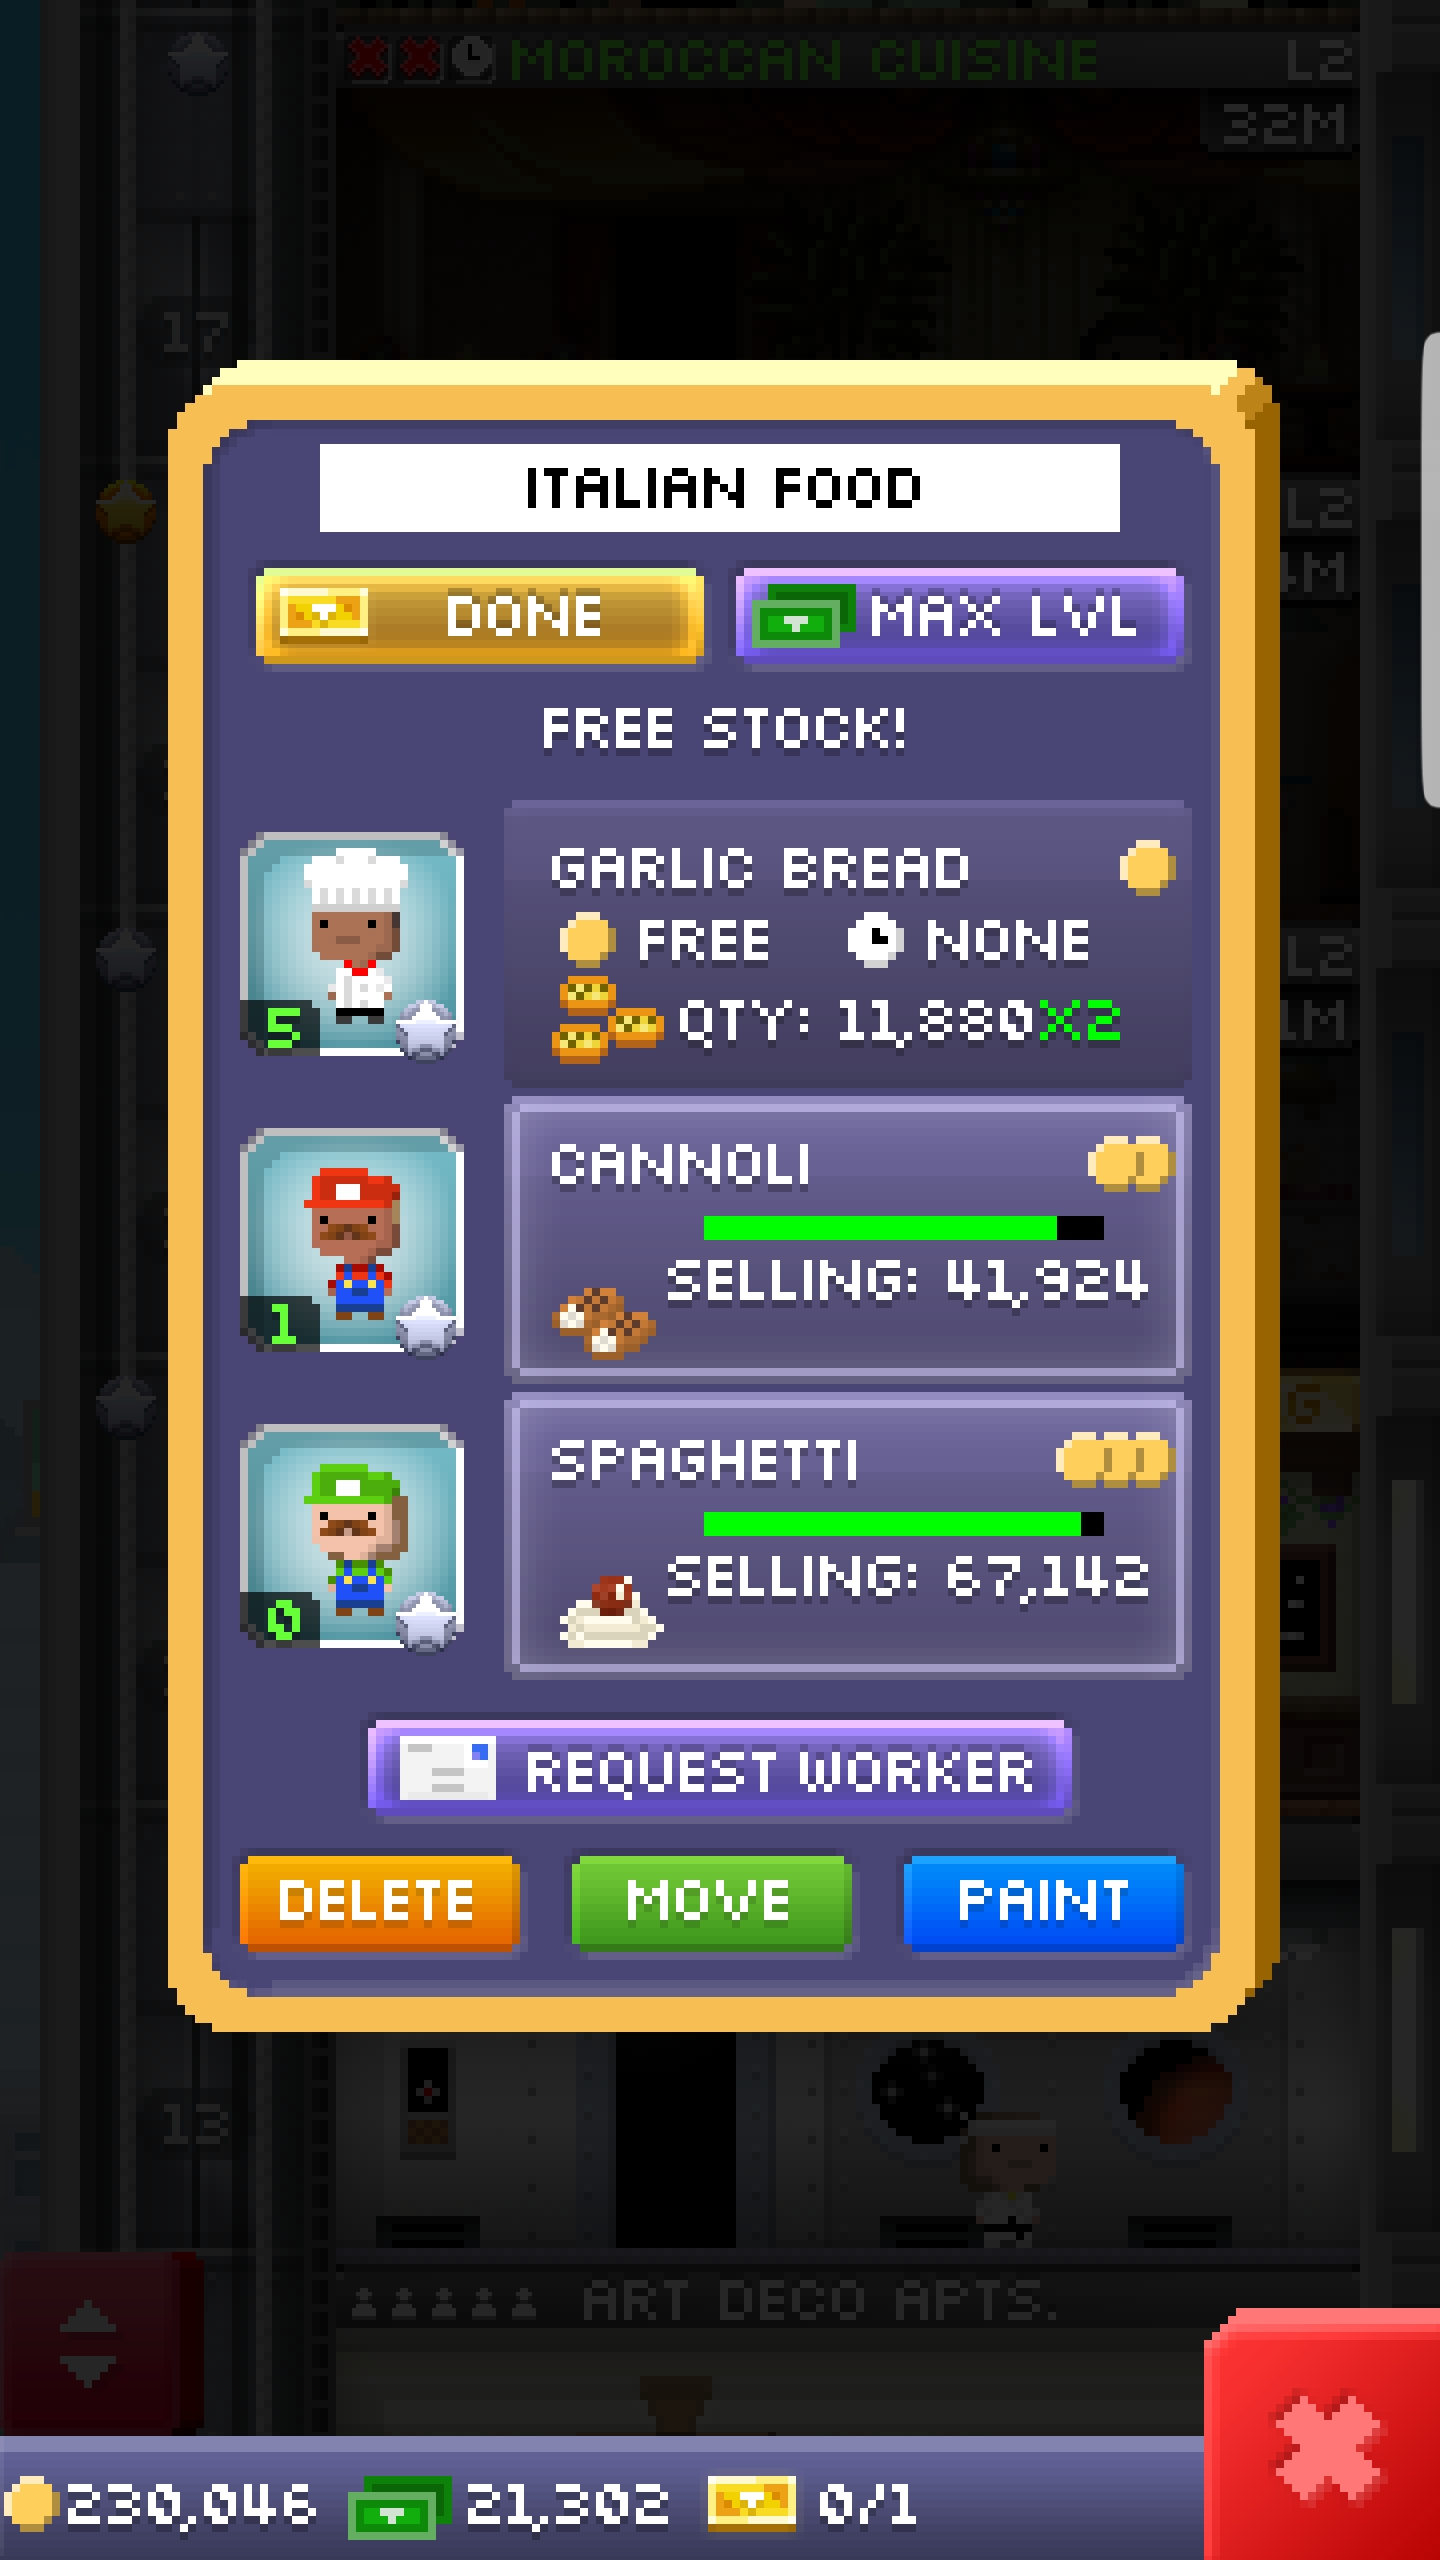 MOROCCAN CUISINE L2
32M
17
ITALIAN FOOD
L2
DONE MAX LVL
FREE STOCK!
GARLIC BREAD
FREE NONE
L2
5 QTY: 11,880X2
CANNOLI
SELLING: 41,924
1
SPAGHETTI
SELLING: 67,142
0
REQUEST WORKER
DELETE MOVE PAINT
13
ART DECO APTS.
230,046 21,302 0/1